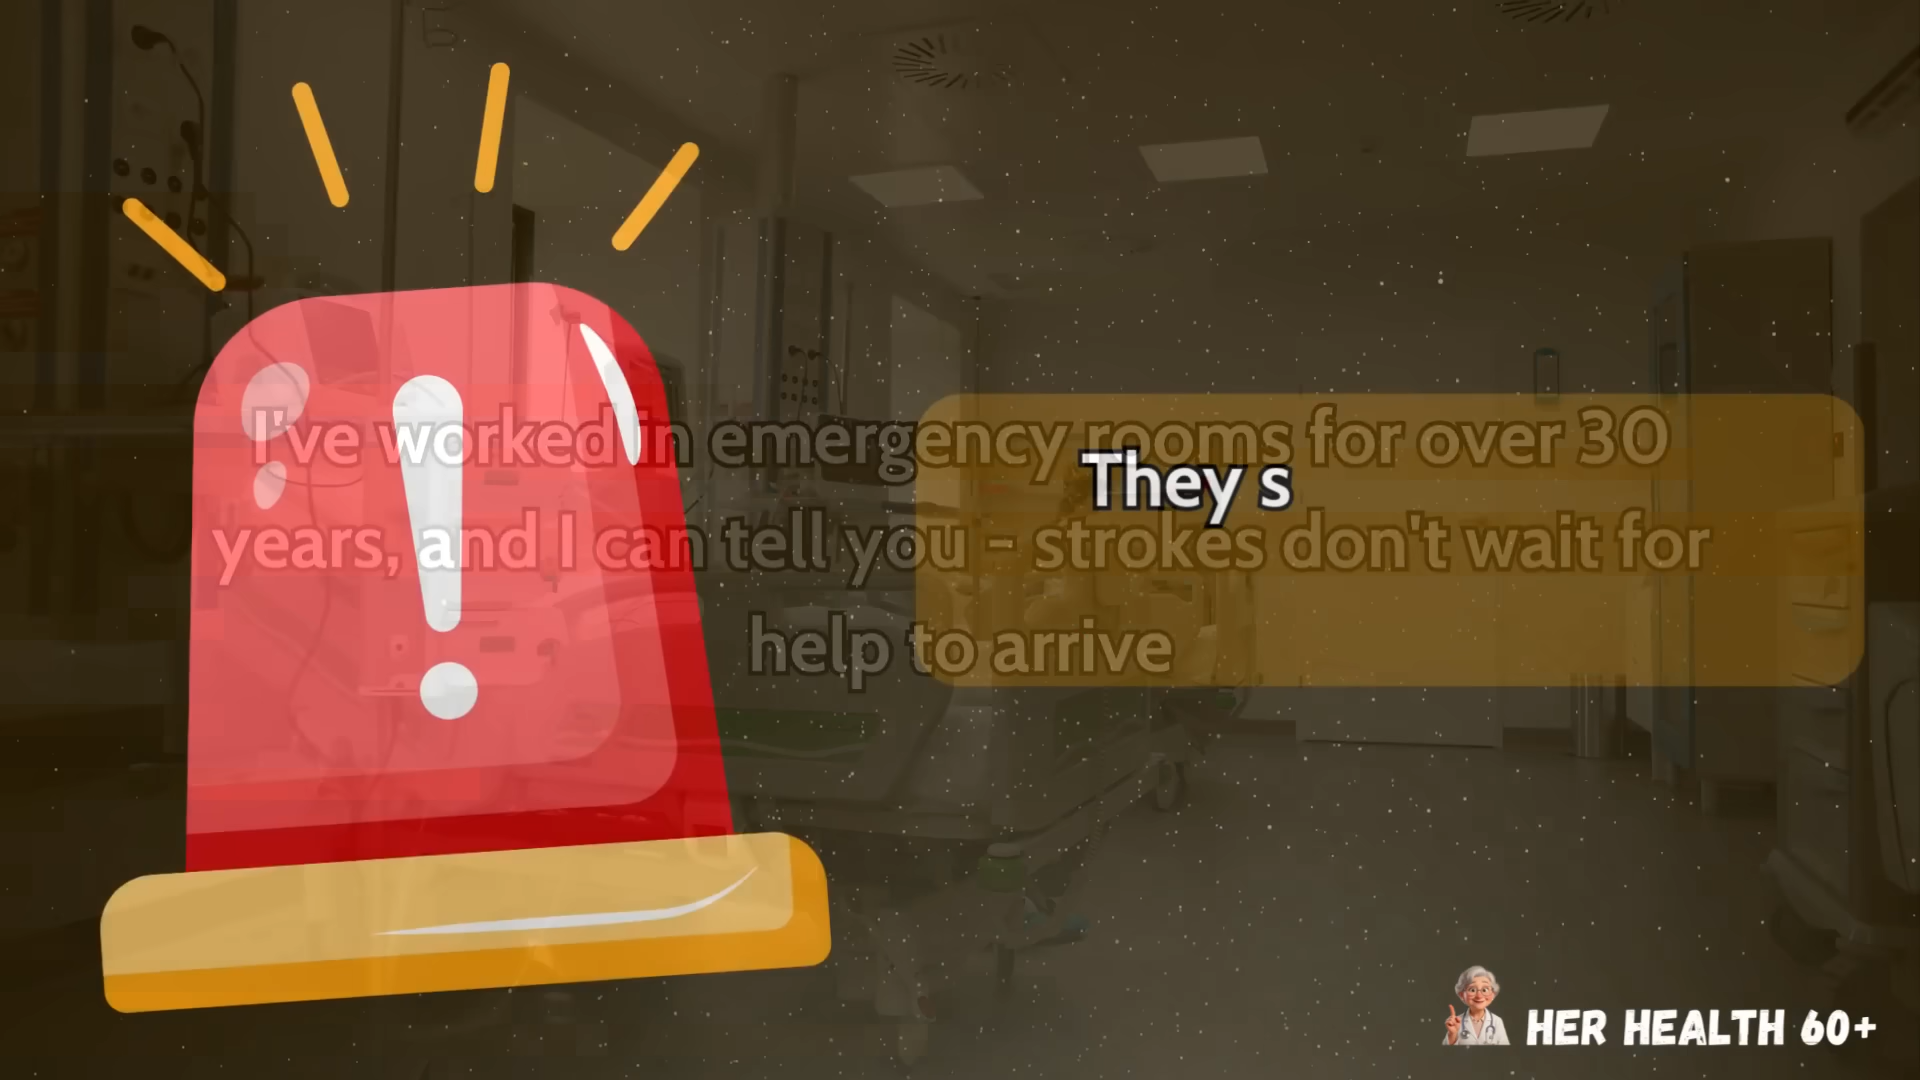 I've worked in emergency rooms for over 30
years, and I can tell you - strokes don't wait for
help to arrive
They s
HER HEALTH 60+